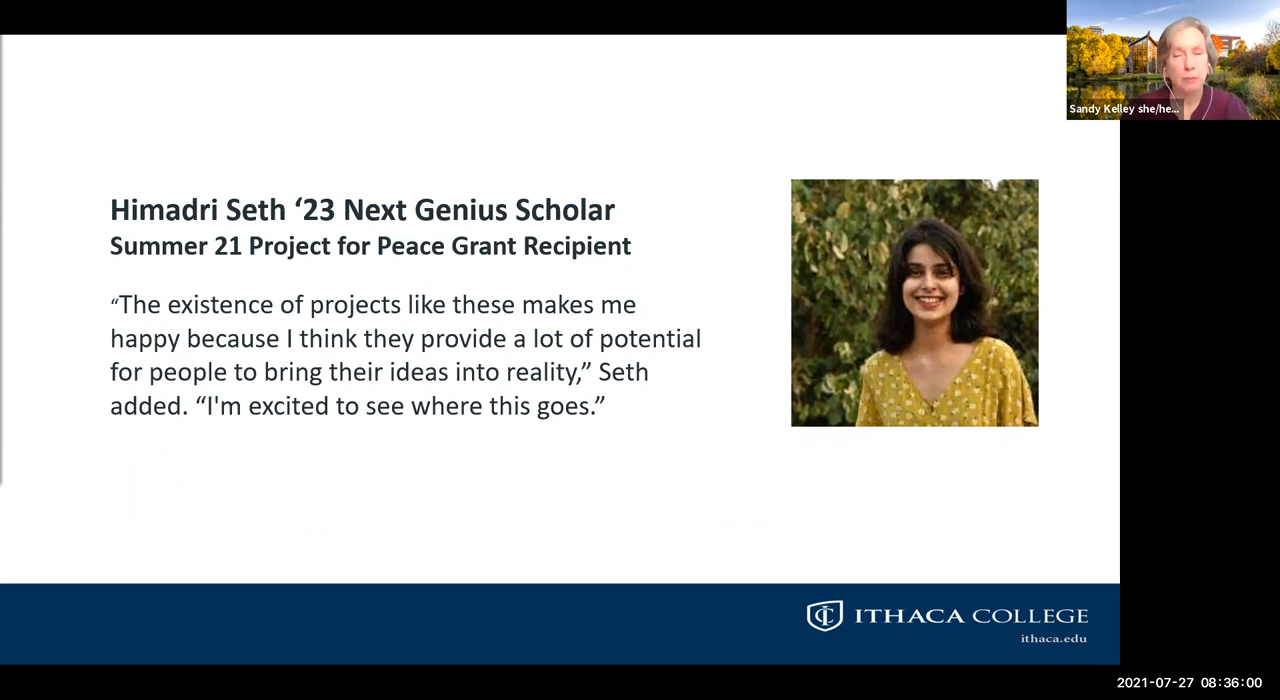 Sandy Kelley she/he...
Himadri Seth ‘23 Next Genius Scholar
Summer 21 Project for Peace Grant Recipient
“The existence of projects like these makes me
happy because I think they provide a lot of potential
for people to bring their ideas into reality,” Seth
added. “I'm excited to see where this goes.”
ITHACA COLLEGE
ithaca.edu
2021-07-27 08:36:00